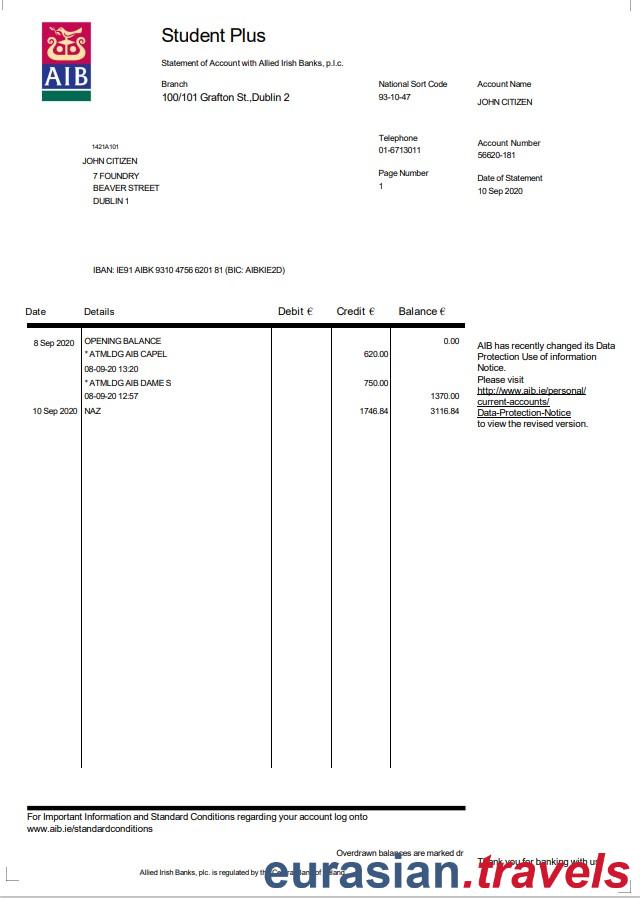 AIB
Student Plus
Statement of Account with Allied Irish Banks, p.l.c.
Branch
100/101 Grafton St.,Dublin 2
National Sort Code
93-10-47
Account Name
JOHN CITIZEN
Telephone
01-6713011
Account Number
56620-181
Page Number
1
Date of Statement
10 Sep 2020
1421A101
JOHN CITIZEN
7 FOUNDRY
BEAVER STREET
DUBLIN 1
IBAN: IE91 AIBK 9310 4756 6201 81 (BIC: AIBKIE2D)
Date Details Debit € Credit € Balance €
8 Sep 2020 OPENING BALANCE 0.00
* ATMLDG AIB CAPEL 620.00
08-09-20 13:20
* ATMLDG AIB DAME S 750.00
08-09-20 12:57 1370.00
10 Sep 2020 NAZ 1746.84 3116.84
AIB has recently changed its Data
Protection Use of information
Notice.
Please visit
http://www.aib.ie/personal/
current-accounts/
Data-Protection-Notice
to view the revised version.
For Important Information and Standard Conditions regarding your account log onto
www.aib.ie/standardconditions
Overdrawn balances are marked dr
Thank you for banking with us
Allied Irish Banks, plc. is regulated by the Central Bank of Ireland
eurasian.travels